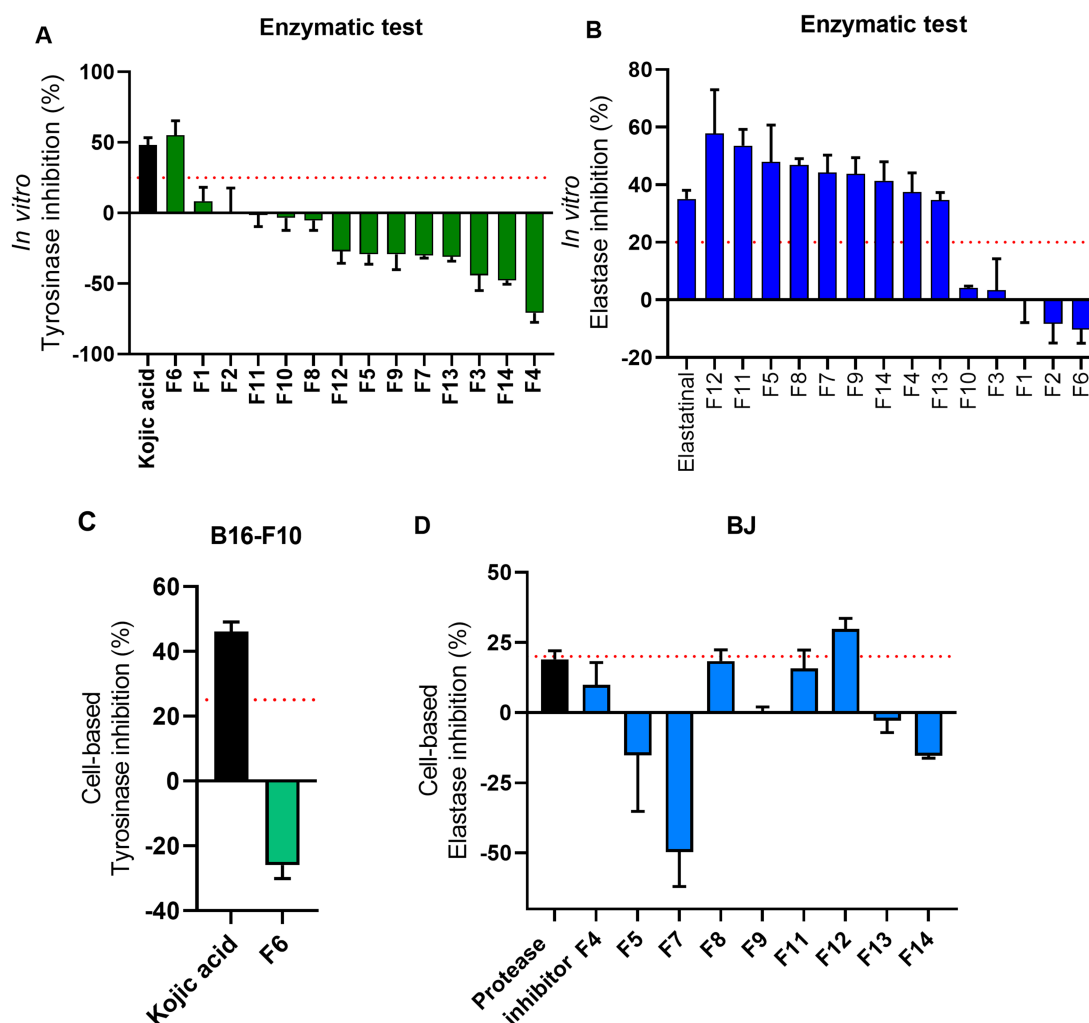 A
Enzymatic test
In vitro
Tyrosinase inhibition (%)
100
50
0
-50
-100
Kojic acid
F6
F1
F2
F11
F10
F8
F12
F5
F9
F7
F13
F3
F14
F4
B
Enzymatic test
In vitro
Elastase inhibition (%)
80
60
40
20
0
-20
Elastatinal
F12
F11
F5
F8
F7
F9
F14
F4
F13
F10
F3
F1
F2
F6
C
B16-F10
Cell-based
Tyrosinase inhibition (%)
60
40
20
0
-20
-40
Kojic acid
F6
D
BJ
Cell-based
Elastase inhibition (%)
50
25
0
-25
-50
Protease
inhibitor
F4
F5
F7
F8
F9
F11
F12
F13
F14